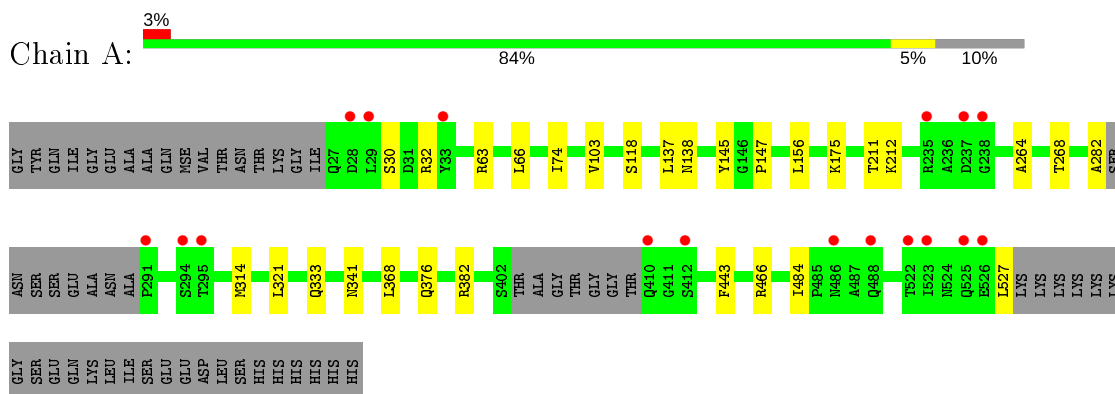 3%
Chain A:
84% 5% 10%
GLY TYR GLN ILE GLY GLU ALA ALA GLN MSE VAL THR ASN THR THR LYS GLY ILE Q27 D28 L29 S30 D31 R32 Y33 R63 L66 I74 V103 S118 L137 N138 Y145 G146 P147 L156 K175 T211 K212 R235 A236 D237 G238 A264 T268 A282 SER
ASN SER SER GLU ALA ASN ALA P291 S294 T295 M314 L321 Q333 N341 L368 Q376 R382 S402 THR ALA GLY THR GLY GLY THR Q410 G411 S412 F443 R466 I484 P485 N486 A487 Q488 T522 I523 N524 Q525 E526 L527 LYS LYS LYS LYS LYS LYS LYS
GLY SER GLU GLN LYS LEU ILE SER GLU GLU ASP LEU SER HIS HIS HIS HIS HIS HIS